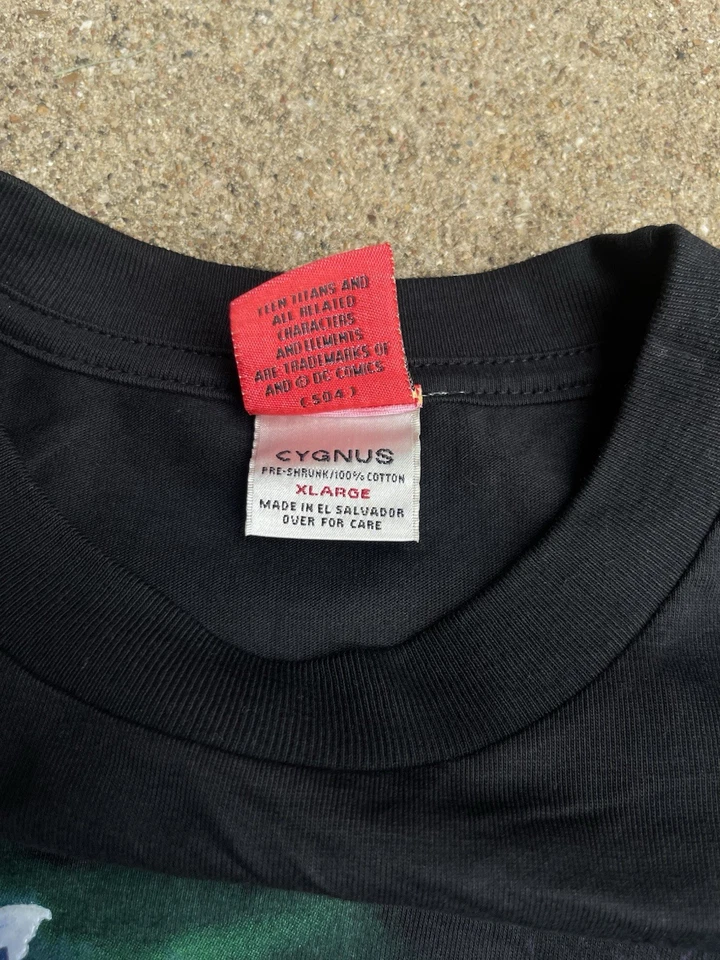 TEEN TITANS AND
ALL RELATED
CHARACTERS
AND ELEMENTS
ARE TRADEMARKS OF
AND © DC COMICS
(S04)
CYGNUS
PRE-SHRUNK/100% COTTON
XLARGE
MADE IN EL SALVADOR
OVER FOR CARE